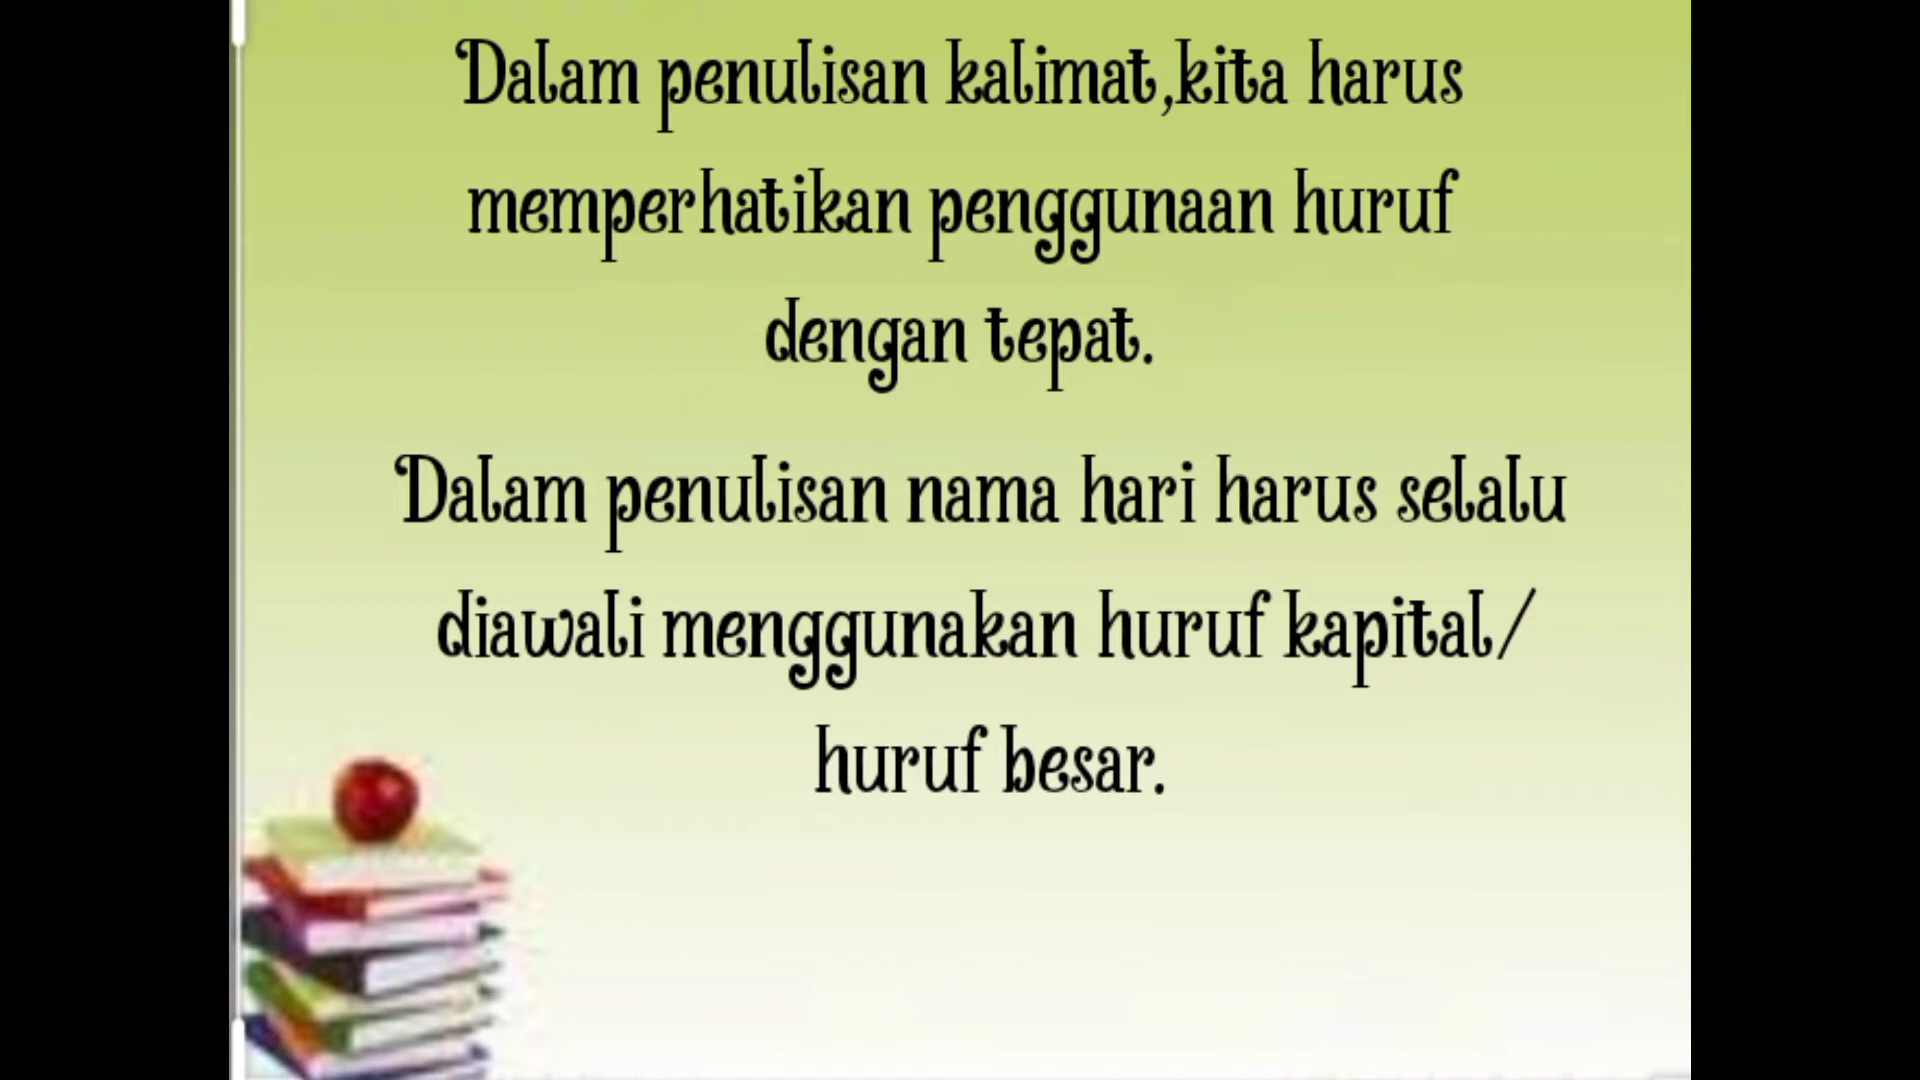 Dalam penulisan kalimat,kita harus
memperhatikan penggunaan huruf
dengan tepat.
Dalam penulisan nama hari harus selalu
diawali menggunakan huruf kapital/
huruf besar.